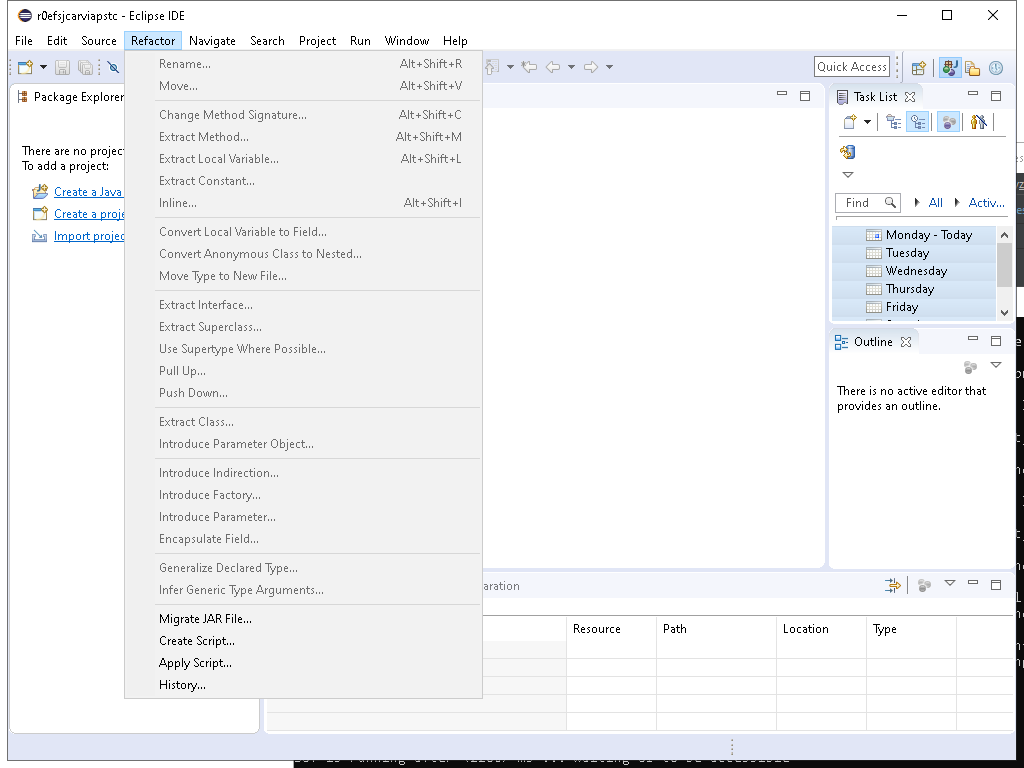 r0efsjcarviapstc - Eclipse IDE
File Edit Source Refactor Navigate Search Project Run Window Help
Quick Access
Package Explorer
There are no
To add a project:
Create a Java
Create a
Import
Rename... Alt+Shift+R
Move... Alt+Shift+V
Change Method Signature... Alt+Shift+C
Extract Method... Alt+Shift+M
Extract Local Variable... Alt+Shift+L
Extract Constant...
Inline... Alt+Shift+I
Convert Local Variable to Field...
Convert Anonymous Class to Nested...
Move Type to New File...
Extract Interface...
Extract Superclass...
Use Supertype Where Possible...
Pull Up...
Push Down...
Extract Class...
Introduce Parameter Object...
Introduce Indirection...
Introduce Factory...
Introduce Parameter...
Encapsulate Field...
Generalize Declared Type...
Infer Generic Type Arguments...
Migrate JAR File...
Create Script...
Apply Script...
History...
Task List
Find All Activ...
Monday - Today
Tuesday
Wednesday
Thursday
Friday
Outline
There is no active editor that
provides an outline.
aration
Resource Path Location Type